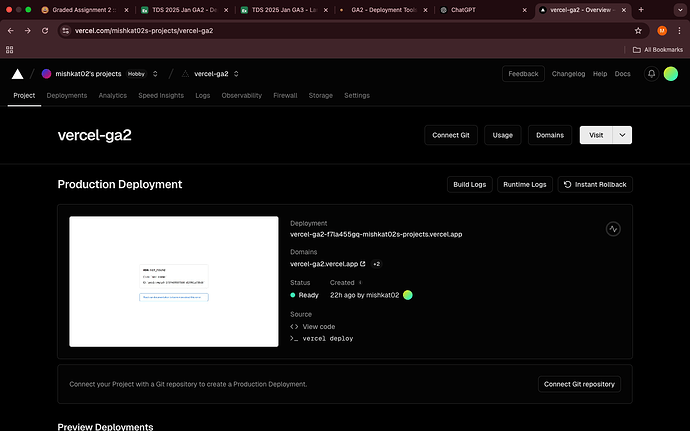 Graded Assignment 2 ::
TDS 2025 Jan GA2 - De
TDS 2025 Jan GA3 - La
GA2 - Deployment Tools
ChatGPT
vercel-ga2 – Overview –
vercel.com/mishkat02s-projects/vercel-ga2
M
All Bookmarks
mishkat02's projects
Hobby
vercel-ga2
Feedback
Changelog
Help
Docs
Project
Deployments
Analytics
Speed Insights
Logs
Observability
Firewall
Storage
Settings
vercel-ga2
Connect Git
Usage
Domains
Visit
Production Deployment
Build Logs
Runtime Logs
Instant Rollback
Deployment
vercel-ga2-f7la455gq-mishkat02s-projects.vercel.app
Domains
vercel-ga2.vercel.app
+2
Status
Created
Ready
22h ago by mishkat02
Source
View code
vercel deploy
Connect your Project with a Git repository to create a Production Deployment.
Connect Git repository
Preview Deployments